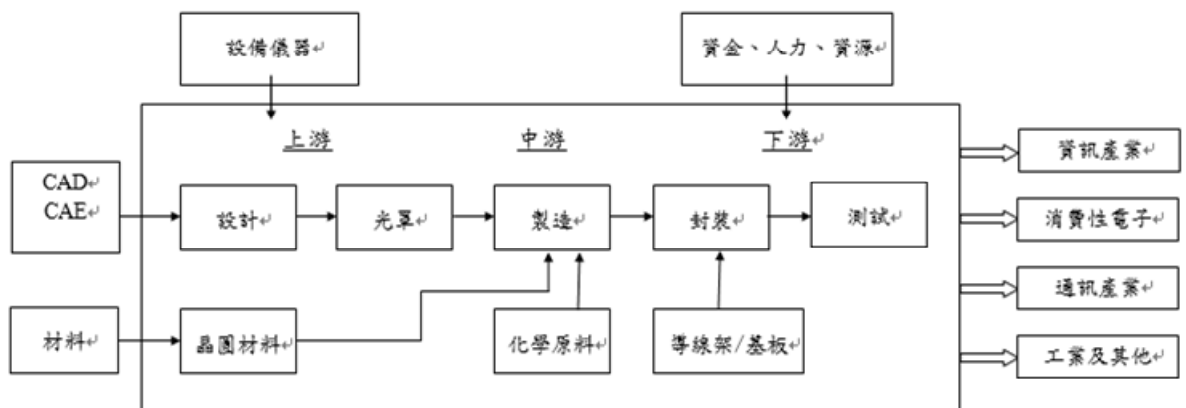 設備儀器
資金、人力、資源
上游
中游
下游
CAD
CAE
設計
光罩
製造
封裝
測試
材料
晶圓材料
化學原料
導線架/基板
資訊產業
消費性電子
通訊產業
工業及其他